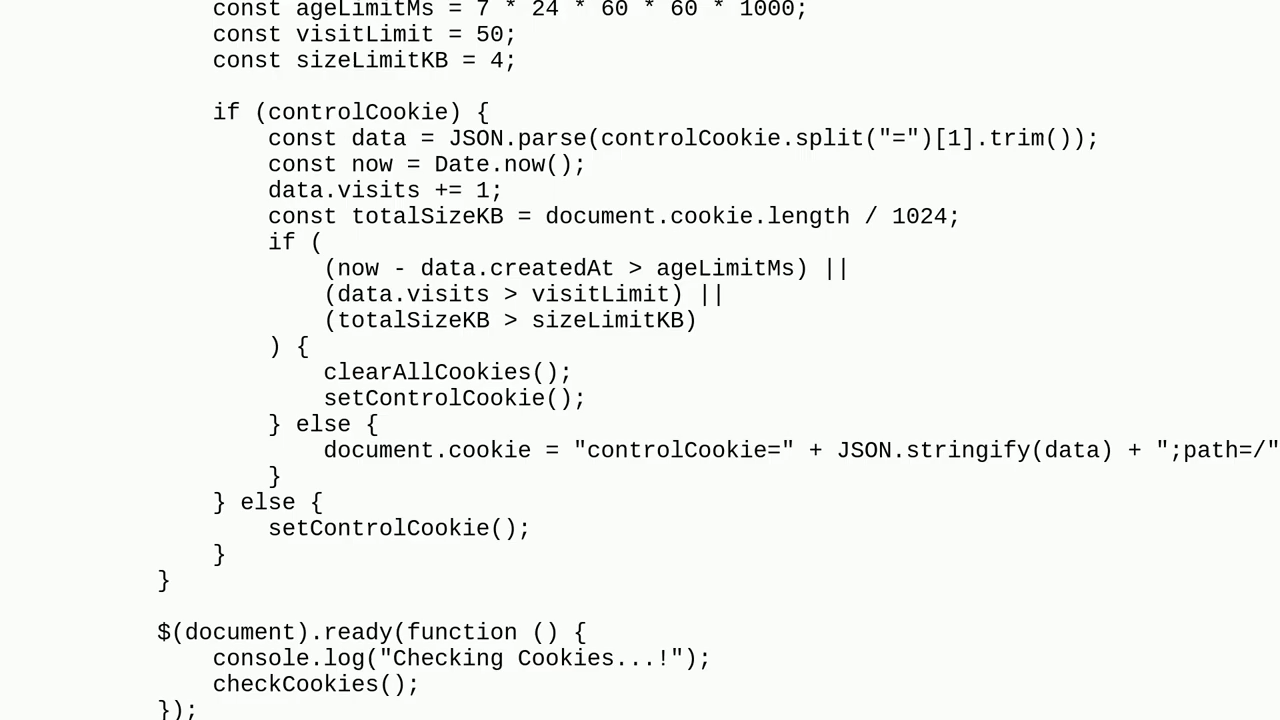 const ageLimitMs = 7 * 24 * 60 * 60 * 1000;
const visitLimit = 50;
const sizeLimitKB = 4;
if (controlCookie) {
const data = JSON.parse(controlCookie.split("=")[1].trim());
const now = Date.now();
data.visits += 1;
const totalSizeKB = document.cookie.length / 1024;
if (
(now - data.createdAt > ageLimitMs) ||
(data.visits > visitLimit) ||
(totalSizeKB > sizeLimitKB)
) {
clearAllCookies();
setControlCookie();
} else {
document.cookie = "controlCookie=" + JSON.stringify(data) + ";path=/"
}
} else {
setControlCookie();
}
}
$(document).ready(function () {
console.log("Checking Cookies...!");
checkCookies();
});